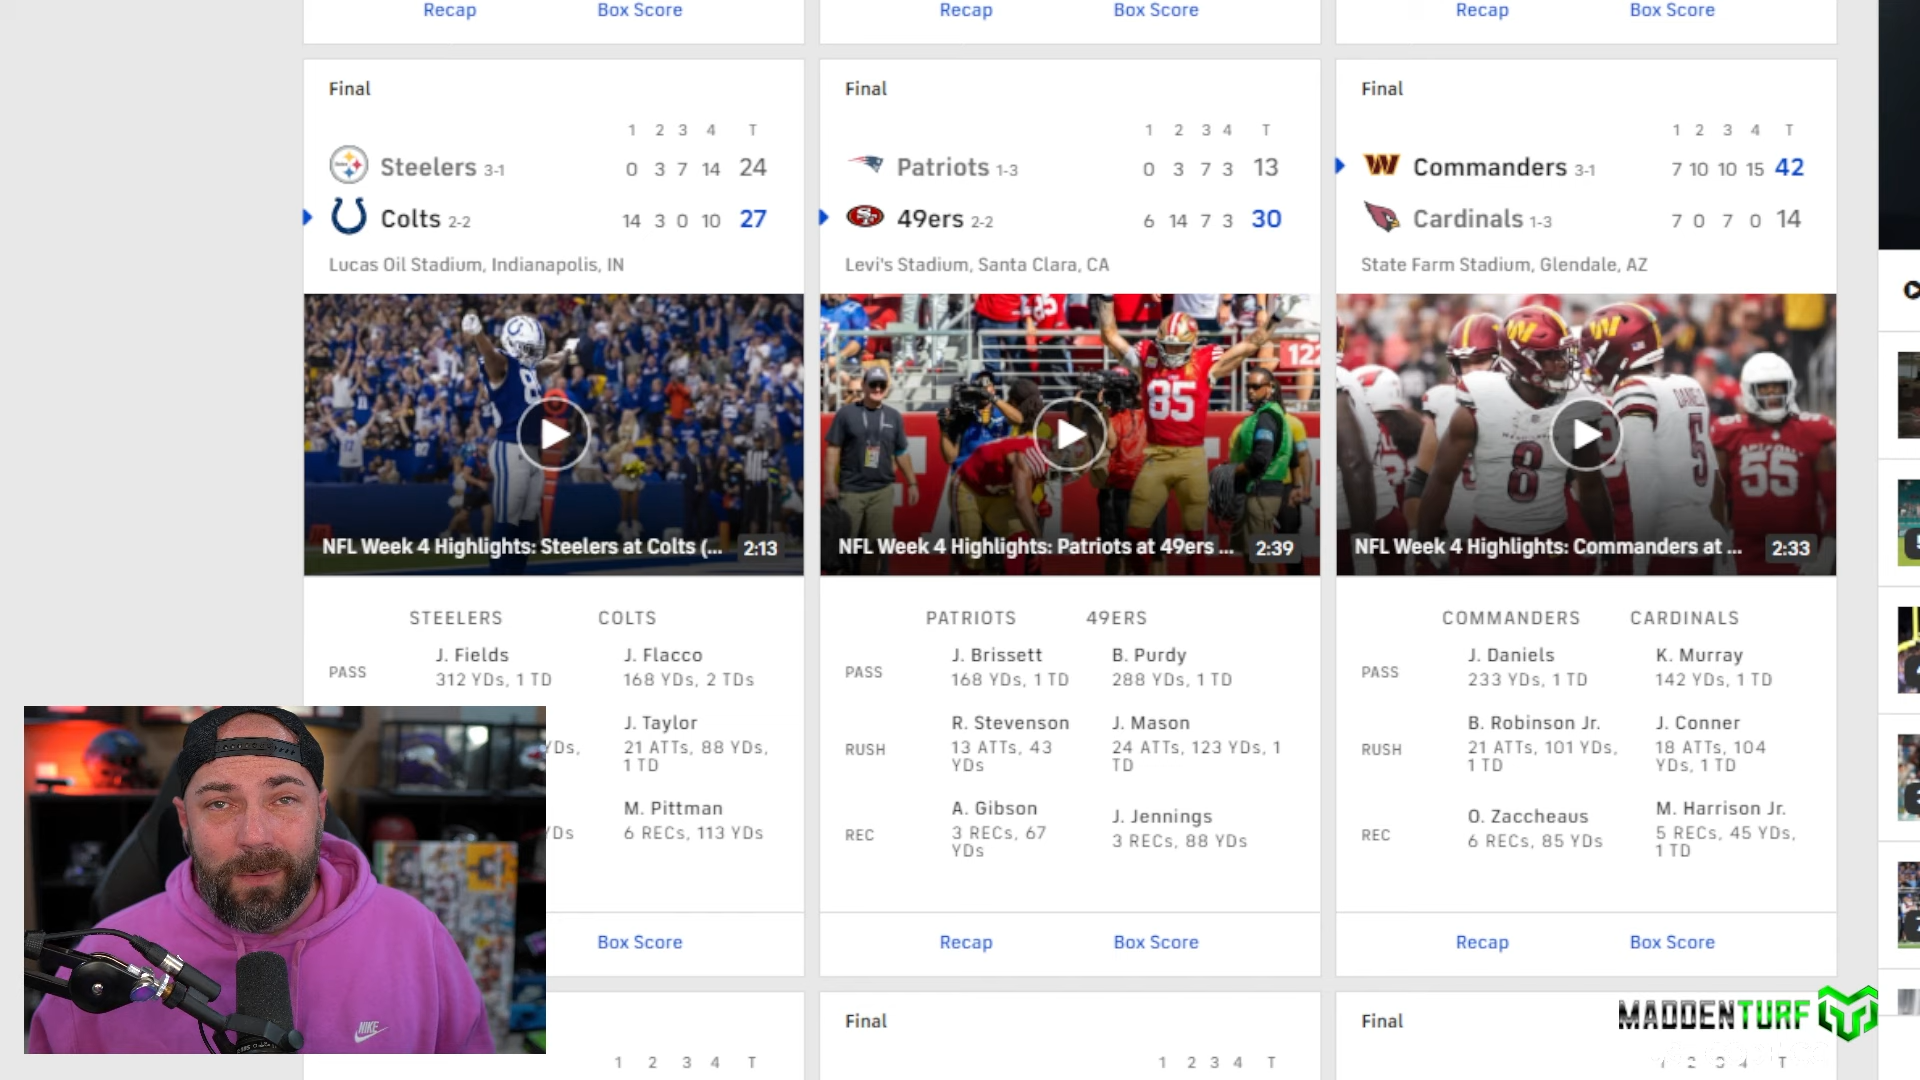 Recap Box Score
Recap Box Score
Recap Box Score
Final
1 2 3 4 T
Steelers 3-1 0 3 7 14 24
Colts 2-2 14 3 0 10 27
Lucas Oil Stadium, Indianapolis, IN
NFL Week 4 Highlights: Steelers at Colts (... 2:13
STEELERS COLTS
PASS
J. Fields
312 YDs, 1 TD
J. Flacco
168 YDs, 2 TDs
YDs,
J. Taylor
21 ATTs, 88 YDs,
1 TD
YDs
M. Pittman
6 RECs, 113 YDs
Box Score
Final
1 2 3 4 T
Patriots 1-3 0 3 7 3 13
49ers 2-2 6 14 7 3 30
Levi's Stadium, Santa Clara, CA
85
122
NFL Week 4 Highlights: Patriots at 49ers ... 2:39
PATRIOTS 49ERS
PASS
J. Brissett
168 YD, 1 TD
B. Purdy
288 YD, 1 TD
RUSH
R. Stevenson
13 ATTs, 43
YDs
J. Mason
24 ATTs, 123 YDs, 1
TD
REC
A. Gibson
3 RECs, 67
YDs
J. Jennings
3 RECs, 88 YDs
Recap Box Score
Final
1 2 3 4 T
Commanders 3-1 7 10 10 15 42
Cardinals 1-3 7 0 7 0 14
State Farm Stadium, Glendale, AZ
8
DANIELS
5
55
NFL Week 4 Highlights: Commanders at ... 2:33
COMMANDERS CARDINALS
PASS
J. Daniels
233 YDs, 1 TD
K. Murray
142 YDs, 1 TD
RUSH
B. Robinson Jr.
21 ATTs, 101 YDs,
1 TD
J. Conner
18 ATTs, 104
YDs, 1 TD
REC
O. Zaccheaus
6 RECs, 85 YDs
M. Harrison Jr.
5 RECs, 45 YDs,
1 TD
Recap Box Score
NIKE
1 2 3 4 T
Final
1 2 3 4 T
Final
MADDENTURF
T